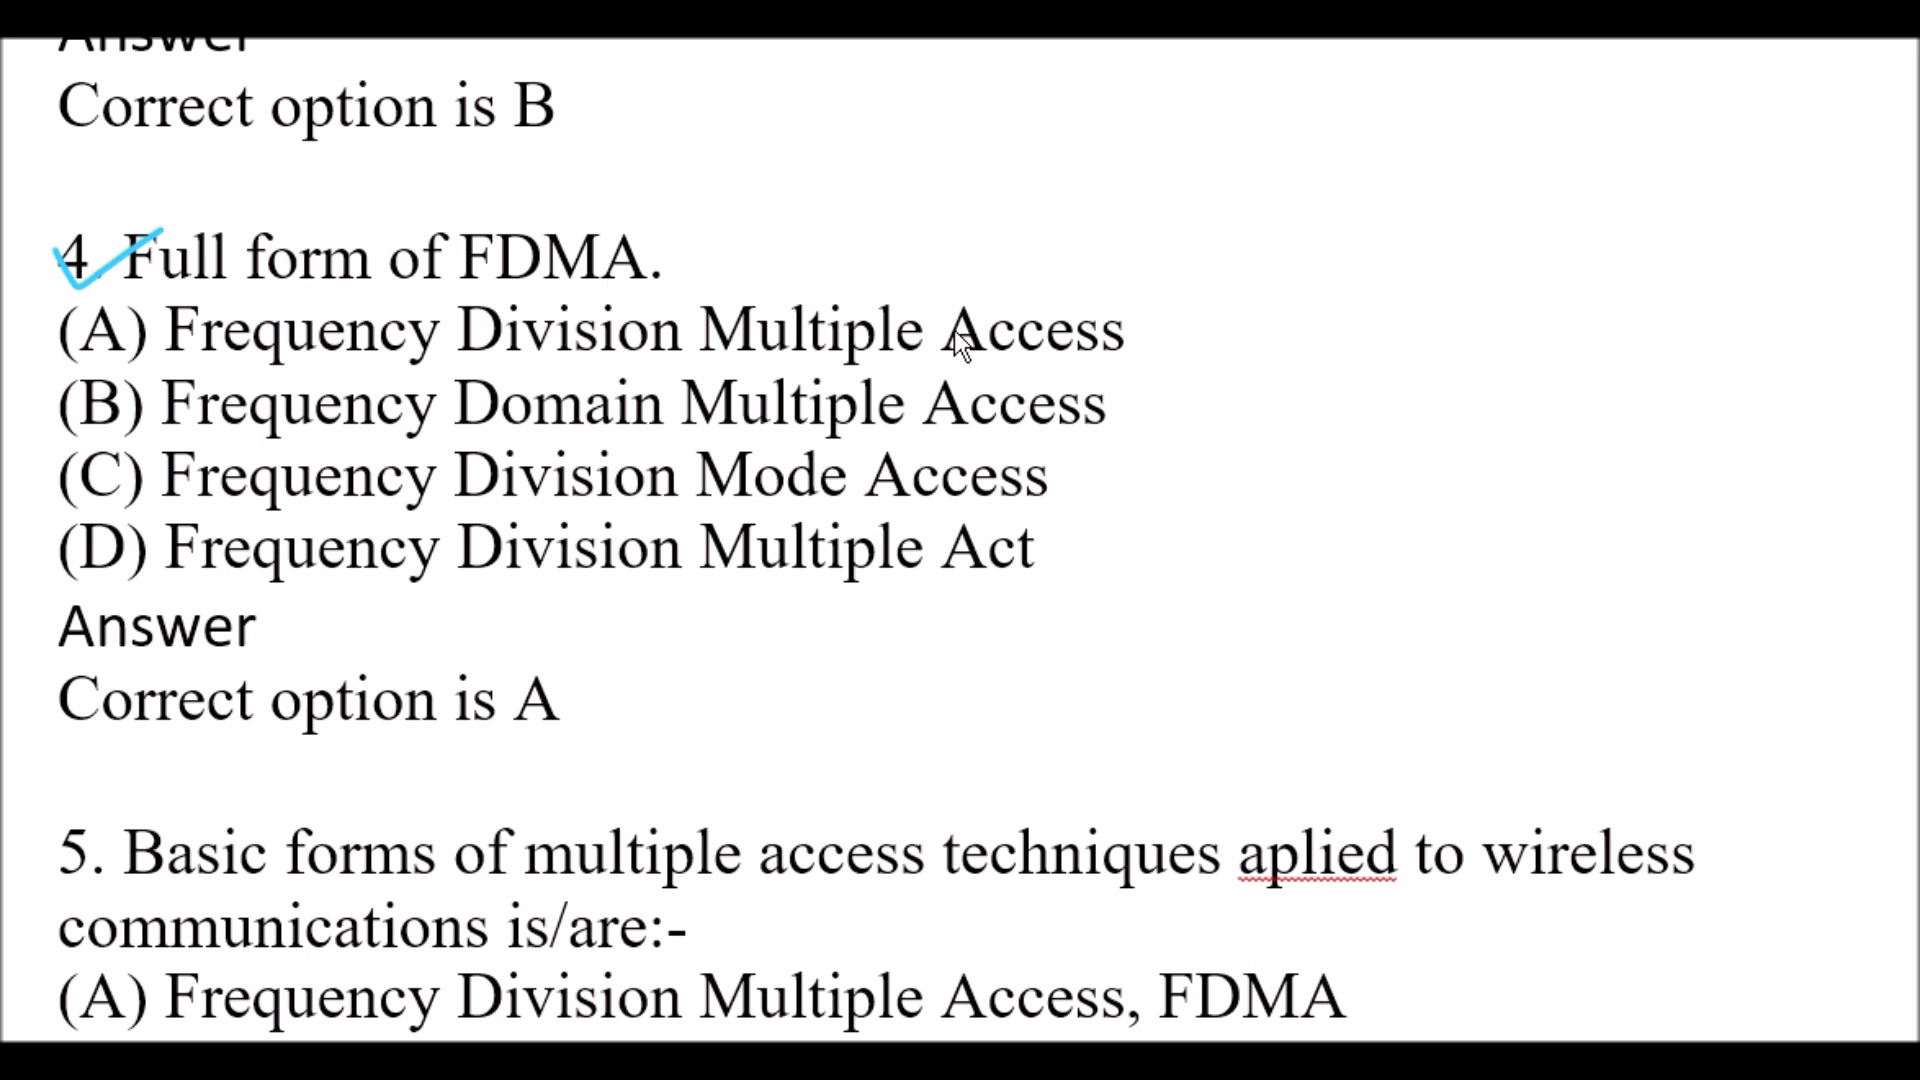 Answer
Correct option is B
4. Full form of FDMA.
(A) Frequency Division Multiple Access
(B) Frequency Domain Multiple Access
(C) Frequency Division Mode Access
(D) Frequency Division Multiple Act
Answer
Correct option is A
5. Basic forms of multiple access techniques aplied to wireless
communications is/are:-
(A) Frequency Division Multiple Access, FDMA